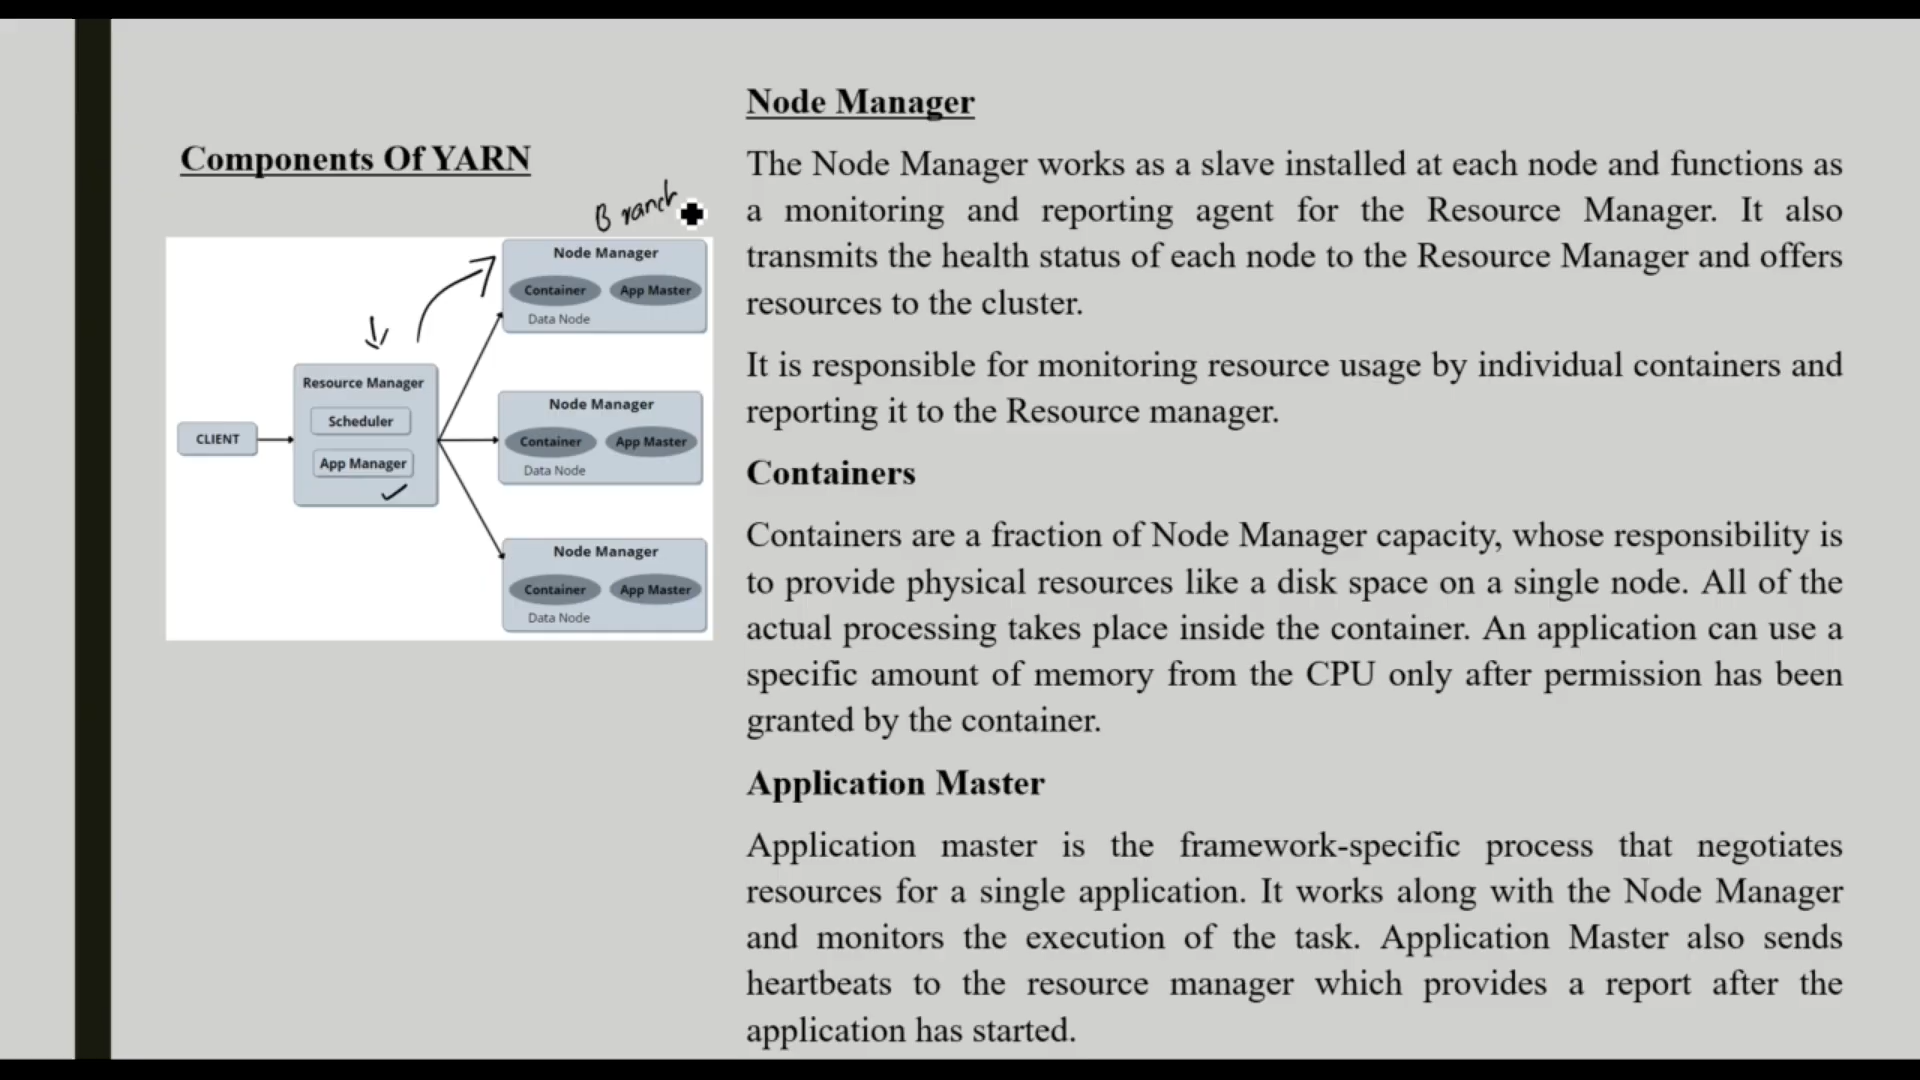 Components Of YARN
Branch
Node Manager
Container App Master
Data Node
Resource Manager
Scheduler
App Manager
CLIENT
Node Manager
Container App Master
Data Node
Node Manager
Container App Master
Data Node
Node Manager
The Node Manager works as a slave installed at each node and functions as
a monitoring and reporting agent for the Resource Manager. It also
transmits the health status of each node to the Resource Manager and offers
resources to the cluster.
It is responsible for monitoring resource usage by individual containers and
reporting it to the Resource manager.
Containers
Containers are a fraction of Node Manager capacity, whose responsibility is
to provide physical resources like a disk space on a single node. All of the
actual processing takes place inside the container. An application can use a
specific amount of memory from the CPU only after permission has been
granted by the container.
Application Master
Application master is the framework-specific process that negotiates
resources for a single application. It works along with the Node Manager
and monitors the execution of the task. Application Master also sends
heartbeats to the resource manager which provides a report after the
application has started.